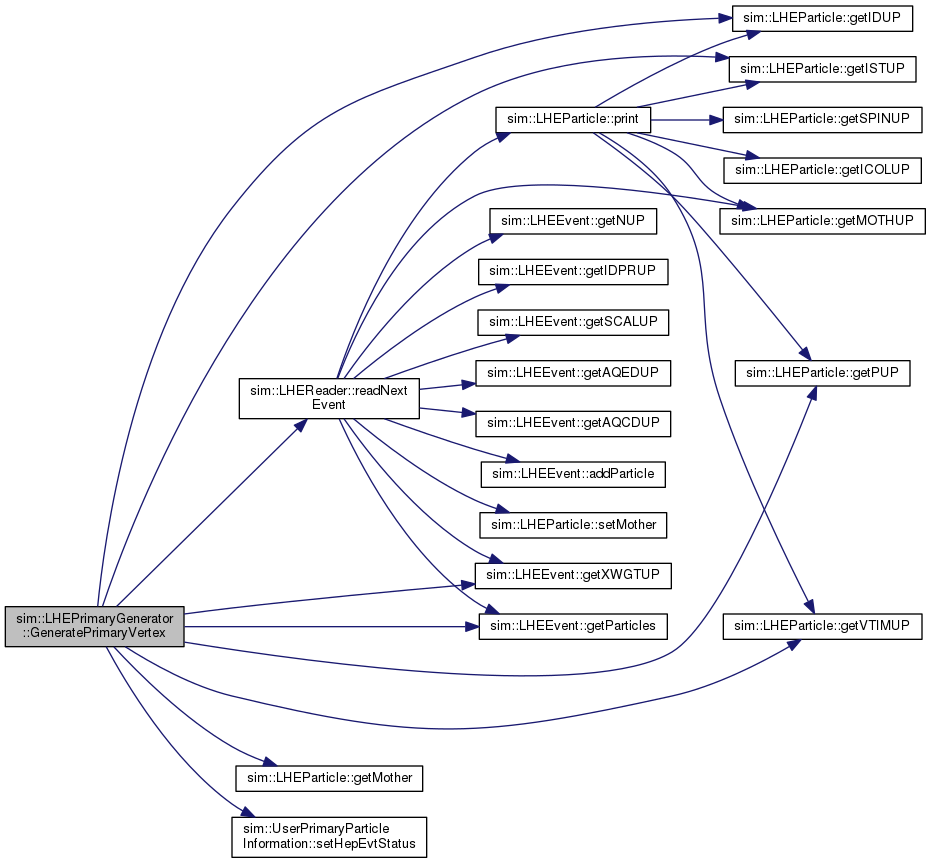 sim::LHEParticle::getIDUP
sim::LHEParticle::getISTUP
sim::LHEParticle::print
sim::LHEParticle::getSPINUP
sim::LHEParticle::getICOLUP
sim::LHEParticle::getMOTHUP
sim::LHEEvent::getNUP
sim::LHEEvent::getIDPRUP
sim::LHEEvent::getSCALUP
sim::LHEEvent::getAQEDUP
sim::LHEParticle::getPUP
sim::LHEReader::readNext
Event
sim::LHEEvent::getAQCDUP
sim::LHEEvent::addParticle
sim::LHEParticle::setMother
sim::LHEEvent::getXWGTUP
sim::LHEPrimaryGenerator
::GeneratePrimaryVertex
sim::LHEEvent::getParticles
sim::LHEParticle::getVTIMUP
sim::LHEParticle::getMother
sim::UserPrimaryParticle
Information::setHepEvtStatus